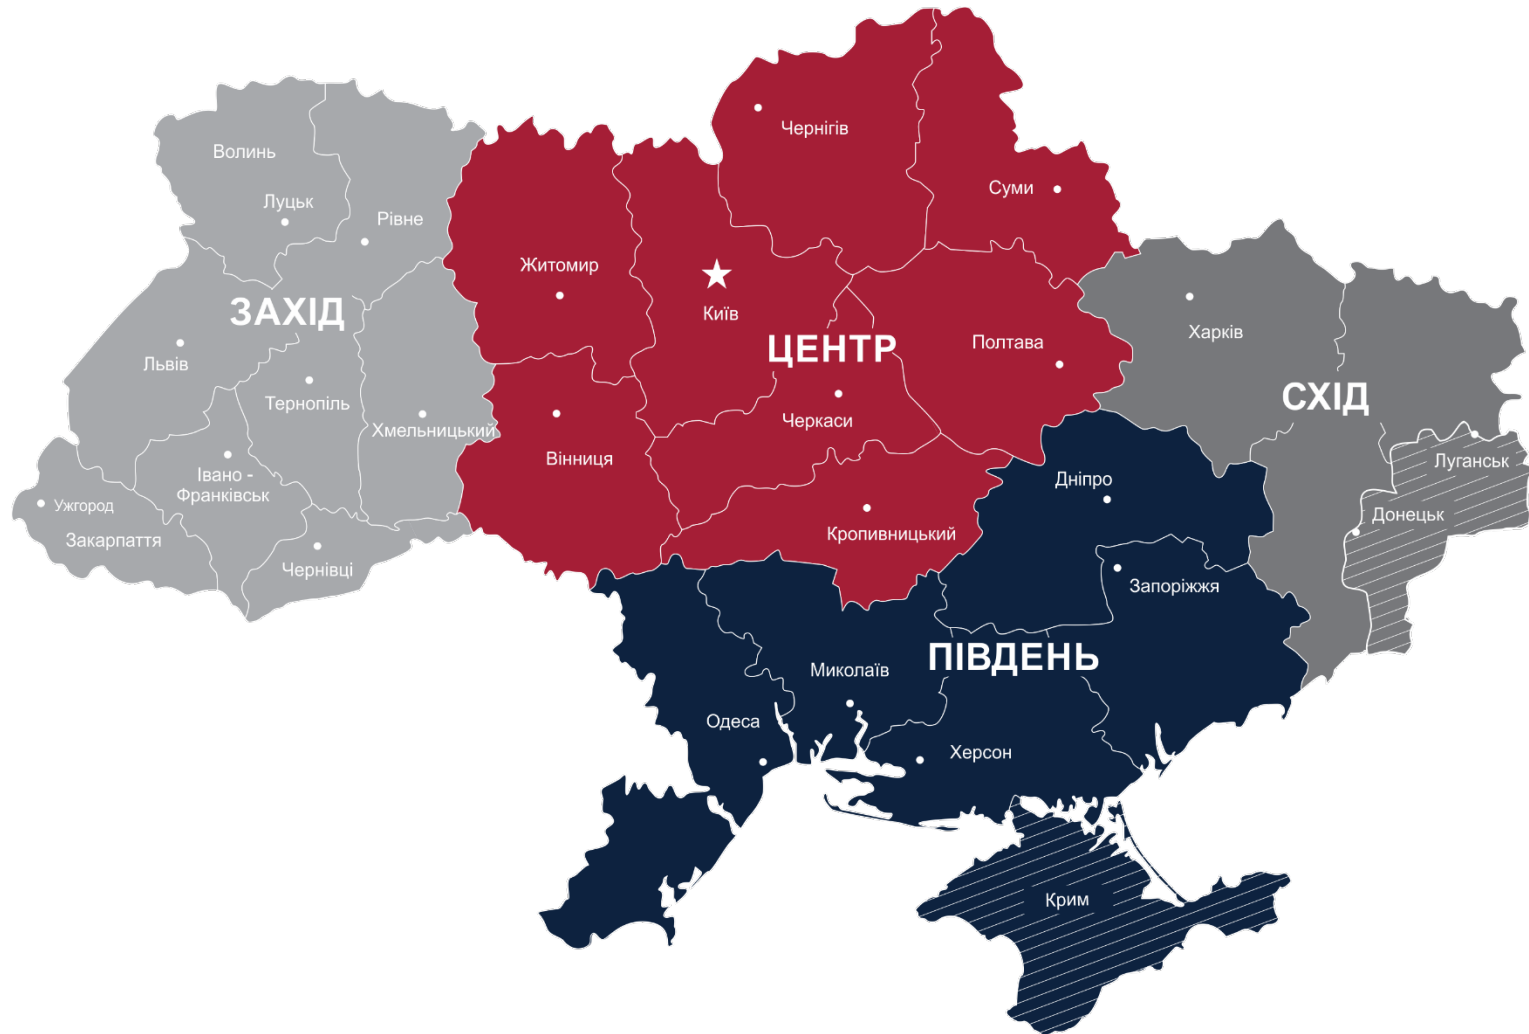 Чернігів
Волинь
Суми
Луцьк
Рівне
Житомир
ЗАХІД
Київ
Харків
ЦЕНТР
Полтава
Львів
СХІД
Тернопіль
Черкаси
Хмельницький
Вінниця
Луганськ
Івано -
Франківськ
Дніпро
Ужгород
Донецьк
Закарпаття
Кропивницький
Чернівці
Запоріжжя
ПІВДЕНЬ
Миколаїв
Одеса
Херсон
Крим